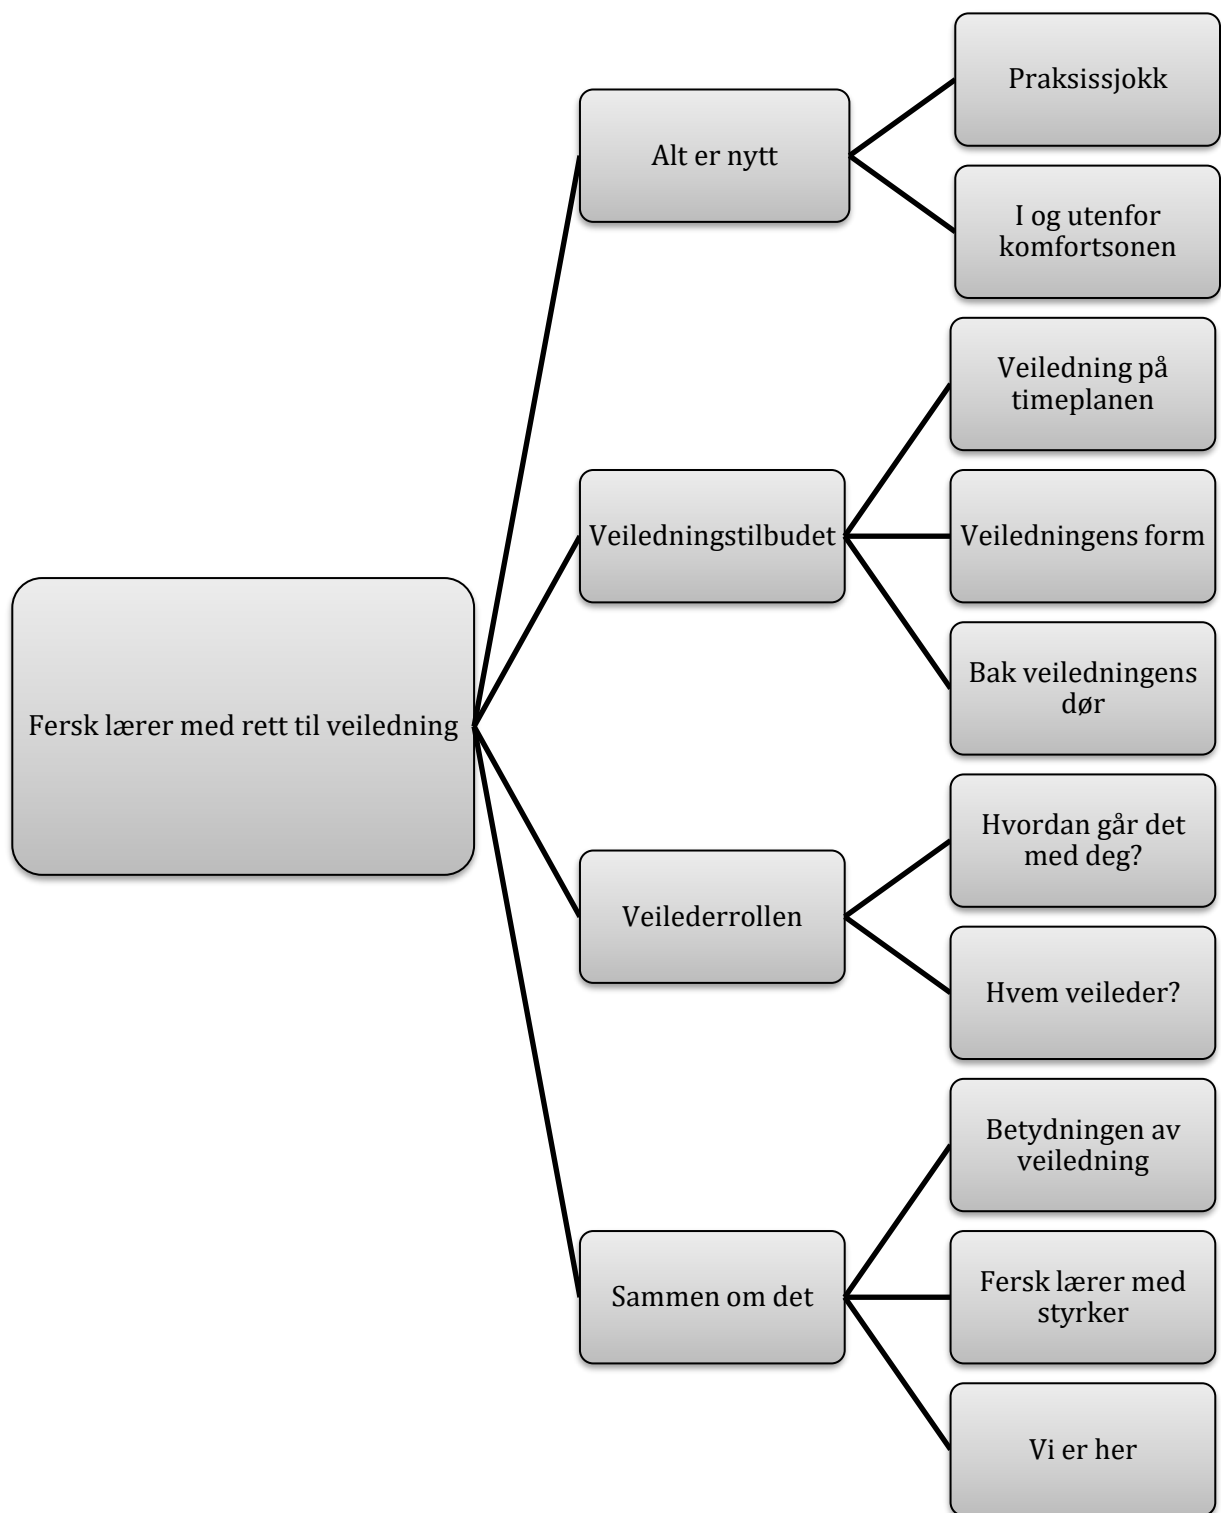 Praksissjokk
Alt er nytt
I og utenfor
komfortsonen
Veiledning på
timeplanen
Veiledningstilbudet
Veiledningens form
Bak veiledningens
dør
Fersk lærer med rett til veiledning
Hvordan går det
med deg?
Veilederrollen
Hvem veileder?
Betydningen av
veiledning
Sammen om det
Fersk lærer med
styrker
Vi er her